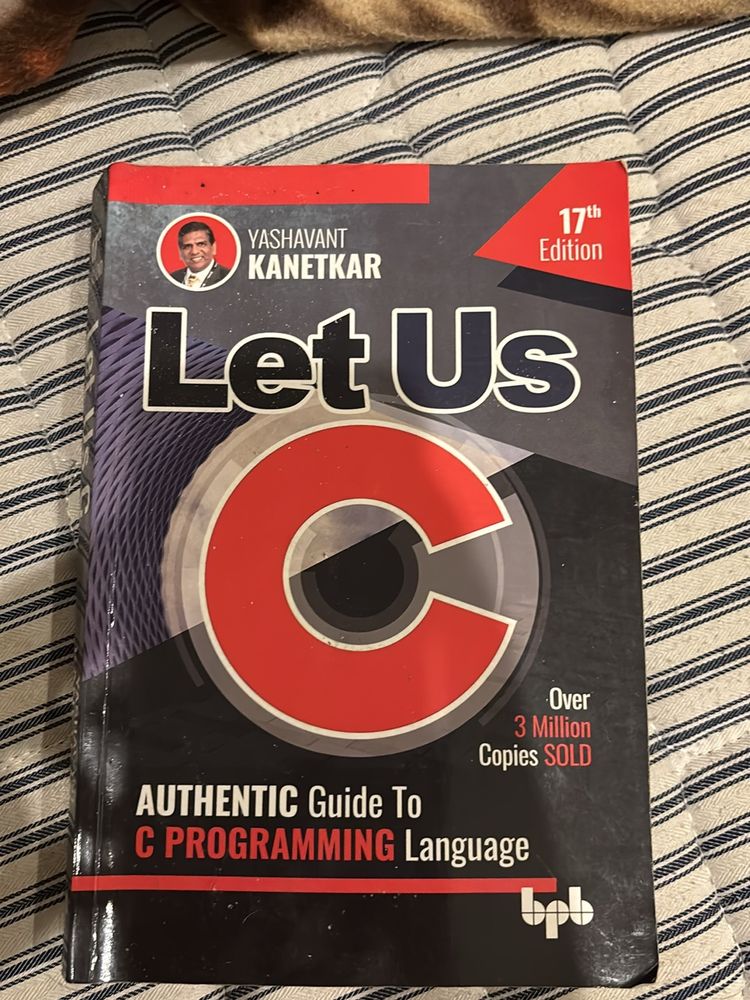 YASHAVANT
KANETKAR
17th
Edition
Let Us
C
Over
3 Million
Copies SOLD
AUTHENTIC Guide To
C PROGRAMMING Language
bpb